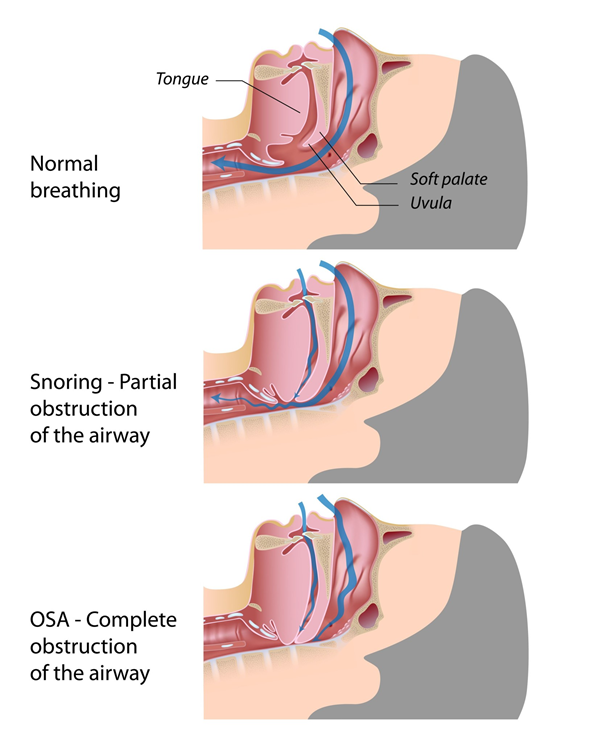 Tongue
Normal
breathing
Soft palate
Uvula
Snoring - Partial
obstruction
of the airway
OSA - Complete
obstruction
of the airway